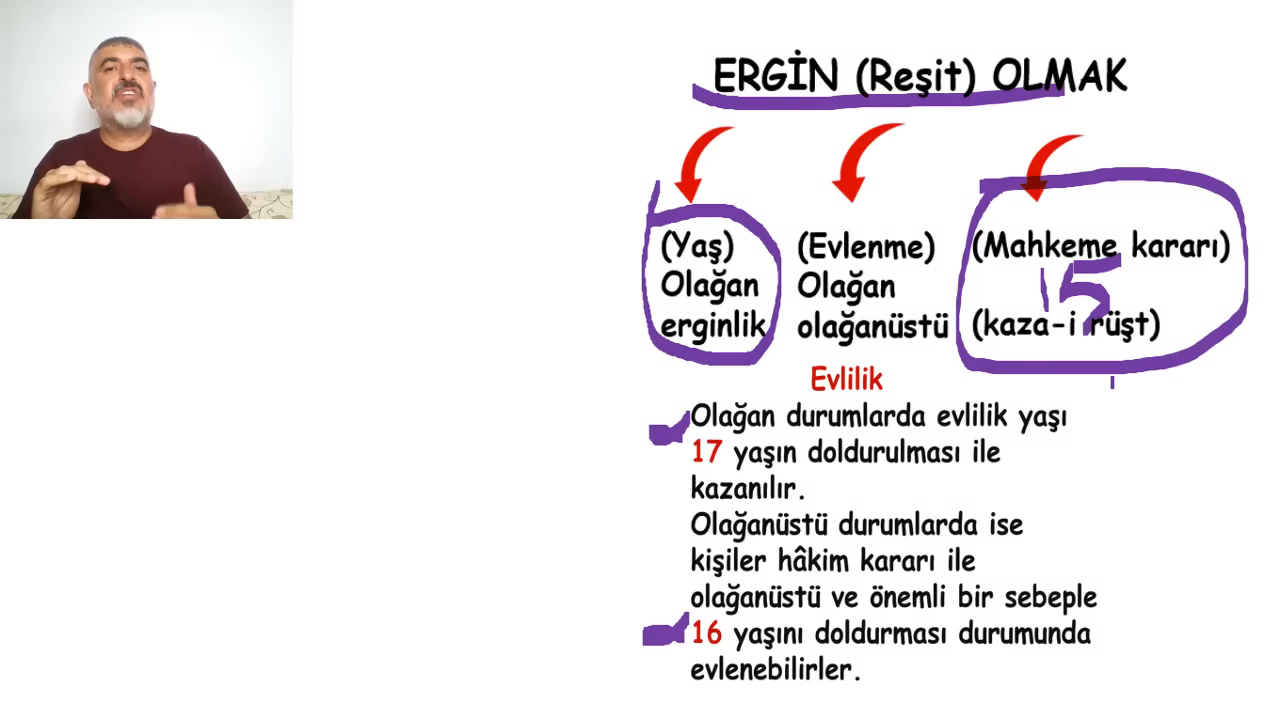 ERGİN (Reşit) OLMAK
(Yaş)
Olağan
erginlik
(Evlenme)
Olağan
olağanüstü
(Mahkeme kararı)
15
(kaza-i rüşt)
Evlilik
Olağan durumlarda evlilik yaşı
17 yaşın doldurulması ile
kazanılır.
Olağanüstü durumlarda ise
kişiler hâkim kararı ile
olağanüstü ve önemli bir sebeple
16 yaşını doldurması durumunda
evlenebilirler.